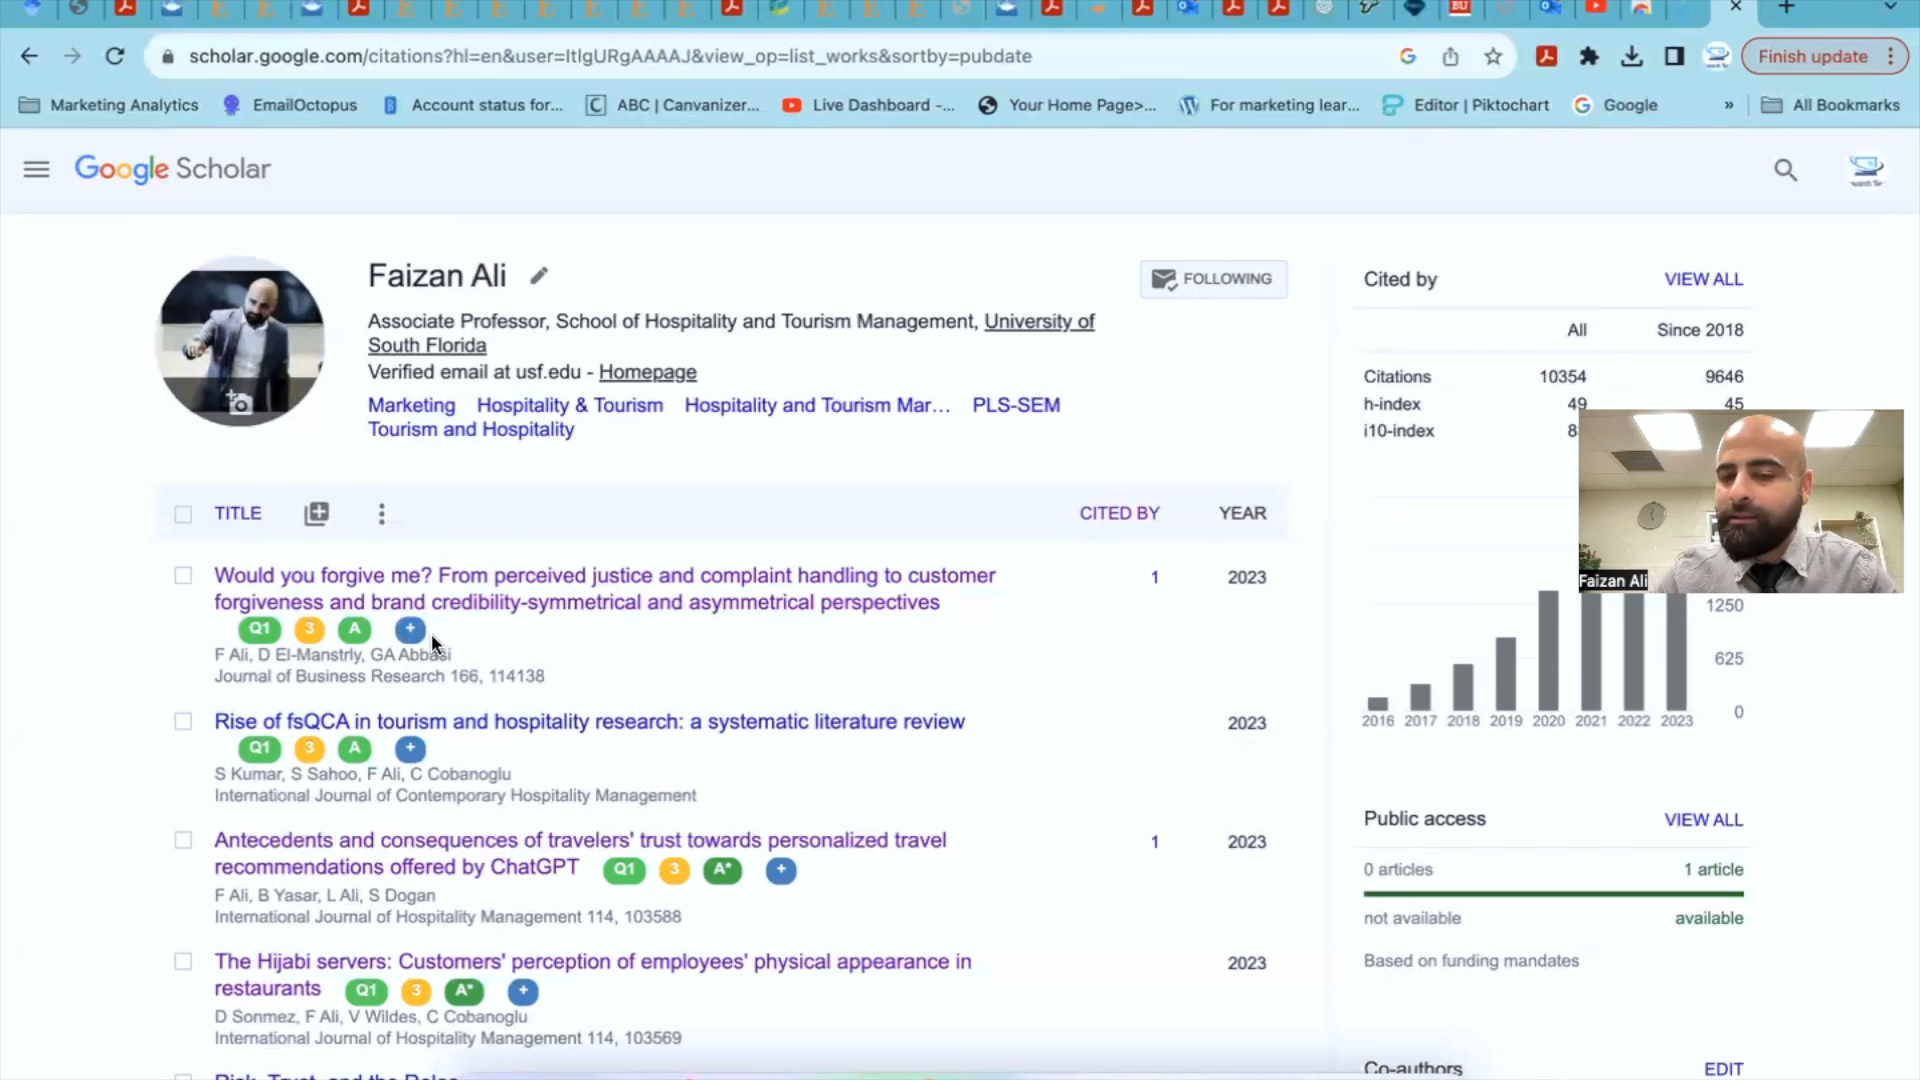 scholar.google.com/citations?hl=en&user=ItIgURgAAAAJ&view_op=list_works&sortby=pubdate
Finish update
Marketing Analytics
EmailOctopus
Account status for...
ABC | Canvanizer...
Live Dashboard -...
Your Home Page>...
For marketing lear...
Editor | Piktochart
Google
»
All Bookmarks
Google Scholar
Faizan Ali
FOLLOWING
Associate Professor, School of Hospitality and Tourism Management, University of
South Florida
Verified email at usf.edu - Homepage
Marketing Hospitality & Tourism Hospitality and Tourism Mar... PLS-SEM
Tourism and Hospitality
TITLE
CITED BY
YEAR
Would you forgive me? From perceived justice and complaint handling to customer
forgiveness and brand credibility-symmetrical and asymmetrical perspectives
1
2023
Q1 3 A +
F Ali, D El-Manstrly, GA Abbasi
Journal of Business Research 166, 114138
Rise of fsQCA in tourism and hospitality research: a systematic literature review
2023
Q1 3 A +
S Kumar, S Sahoo, F Ali, C Cobanoglu
International Journal of Contemporary Hospitality Management
Antecedents and consequences of travelers' trust towards personalized travel
recommendations offered by ChatGPT Q1 3 A* +
1
2023
F Ali, B Yasar, L Ali, S Dogan
International Journal of Hospitality Management 114, 103588
The Hijabi servers: Customers' perception of employees' physical appearance in
restaurants Q1 3 A* +
2023
D Sonmez, F Ali, V Wildes, C Cobanoglu
International Journal of Hospitality Management 114, 103569
Cited by
VIEW ALL
All Since 2018
Citations 10354 9646
h-index 49 45
i10-index
Faizan Ali
1250
625
0
2016 2017 2018 2019 2020 2021 2022 2023
Public access
VIEW ALL
0 articles
1 article
not available
available
Based on funding mandates
Co-authors
EDIT